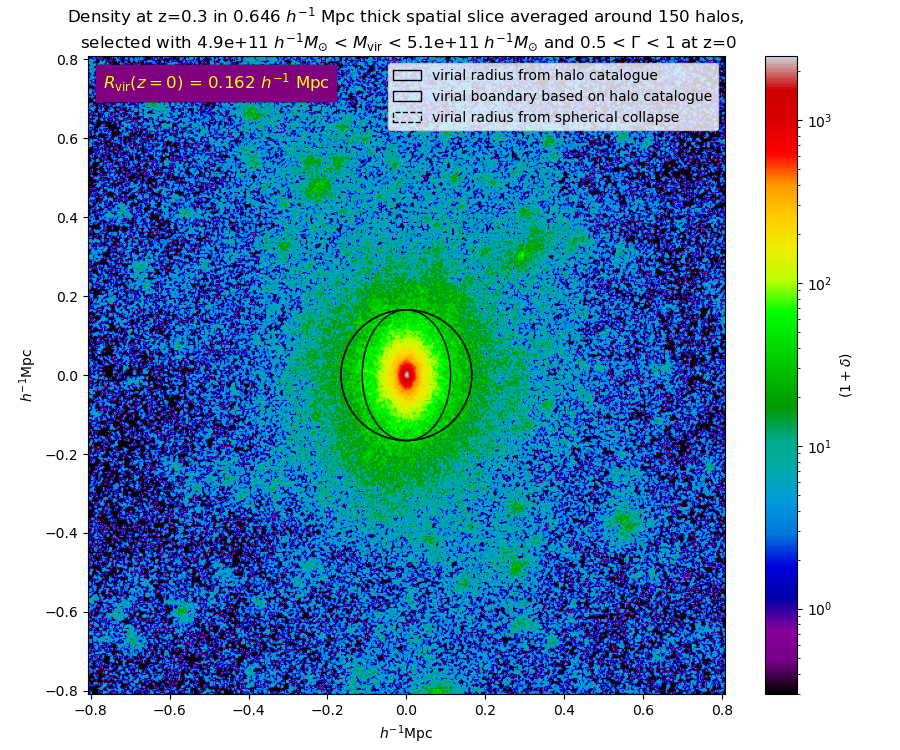 Density at z=0.3 in 0.646 h⁻¹ Mpc thick spatial slice averaged around 150 halos,
selected with 4.9e+11 h⁻¹M⊙ < Mvir < 5.1e+11 h⁻¹M⊙ and 0.5 < Γ < 1 at z=0
Rvir(z = 0) = 0.162 h⁻¹ Mpc
virial radius from halo catalogue
virial boundary based on halo catalogue
virial radius from spherical collapse
0.8
0.6
0.4
0.2
0.0
−0.2
−0.4
−0.6
−0.8
h⁻¹Mpc
−0.8 −0.6 −0.4 −0.2 0.0 0.2 0.4 0.6 0.8
h⁻¹Mpc
10³
10²
10¹
10⁰
(1 + δ)